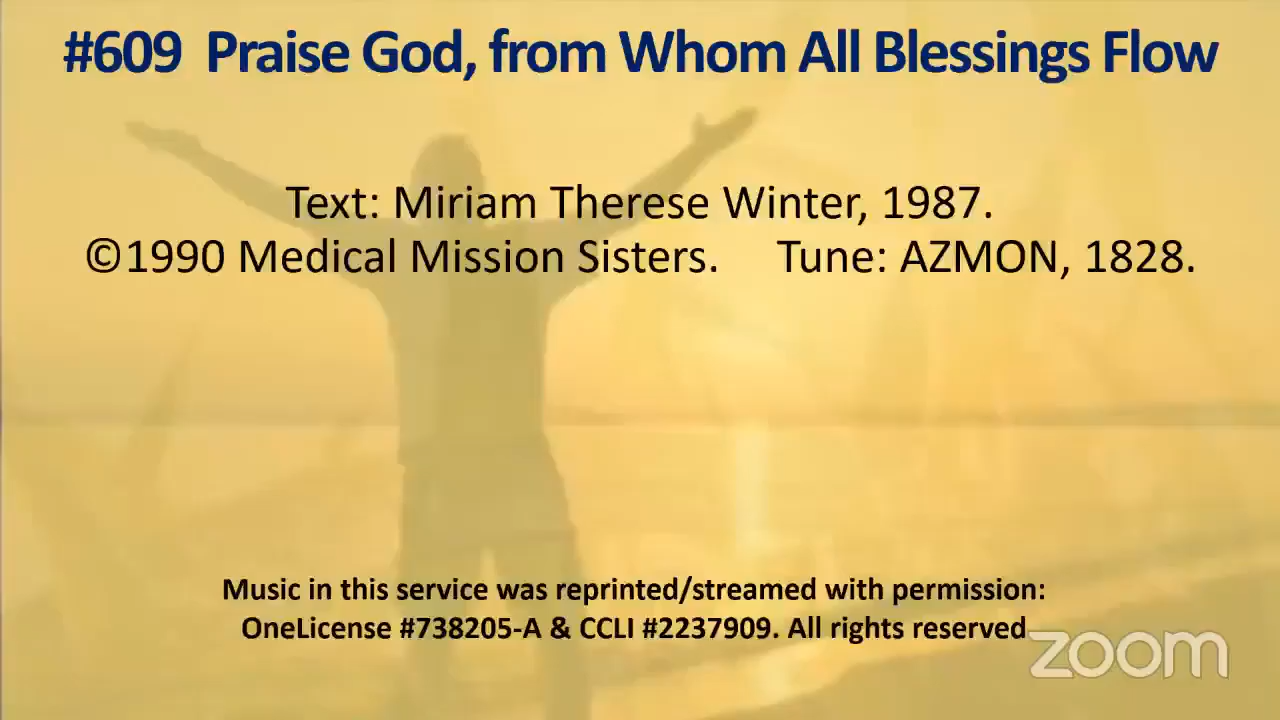 #609 Praise God, from Whom All Blessings Flow
Text: Miriam Therese Winter, 1987.
©1990 Medical Mission Sisters. Tune: AZMON, 1828.
Music in this service was reprinted/streamed with permission:
OneLicense #738205-A & CCLI #2237909. All rights reserved
zoom